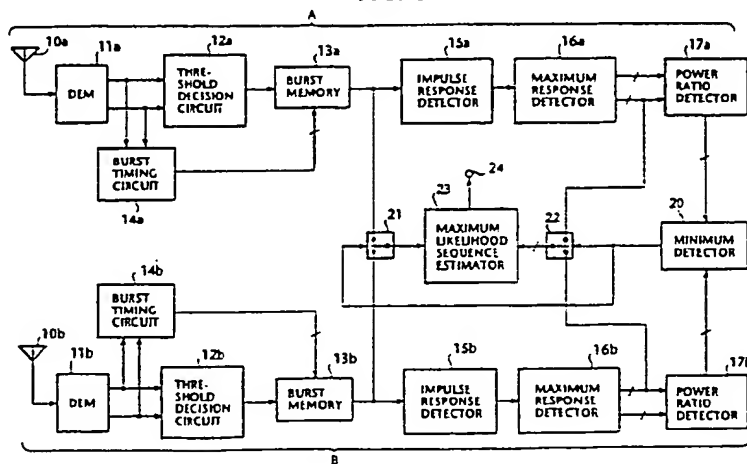 A
10a
11a
DEM
12a
THRE-
SHOLD
DECISION
CIRCUIT
13a
BURST
MEMORY
15a
IMPULSE
RESPONSE
DETECTOR
16a
MAXIMUM
RESPONSE
DETECTOR
17a
POWER
RATIO
DETECTOR
BURST
TIMING
CIRCUIT
14a
21
23
24
MAXIMUM
LIKELIHOOD
SEQUENCE
ESTIMATOR
22
20
MINIMUM
DETECTOR
14b
BURST
TIMING
CIRCUIT
10b
11b
DEM
12b
THRE-
SHOLD
DECISION
CIRCUIT
13b
BURST
MEMORY
15b
IMPULSE
RESPONSE
DETECTOR
16b
MAXIMUM
RESPONSE
DETECTOR
POWER
RATIO
DETECTOR
B